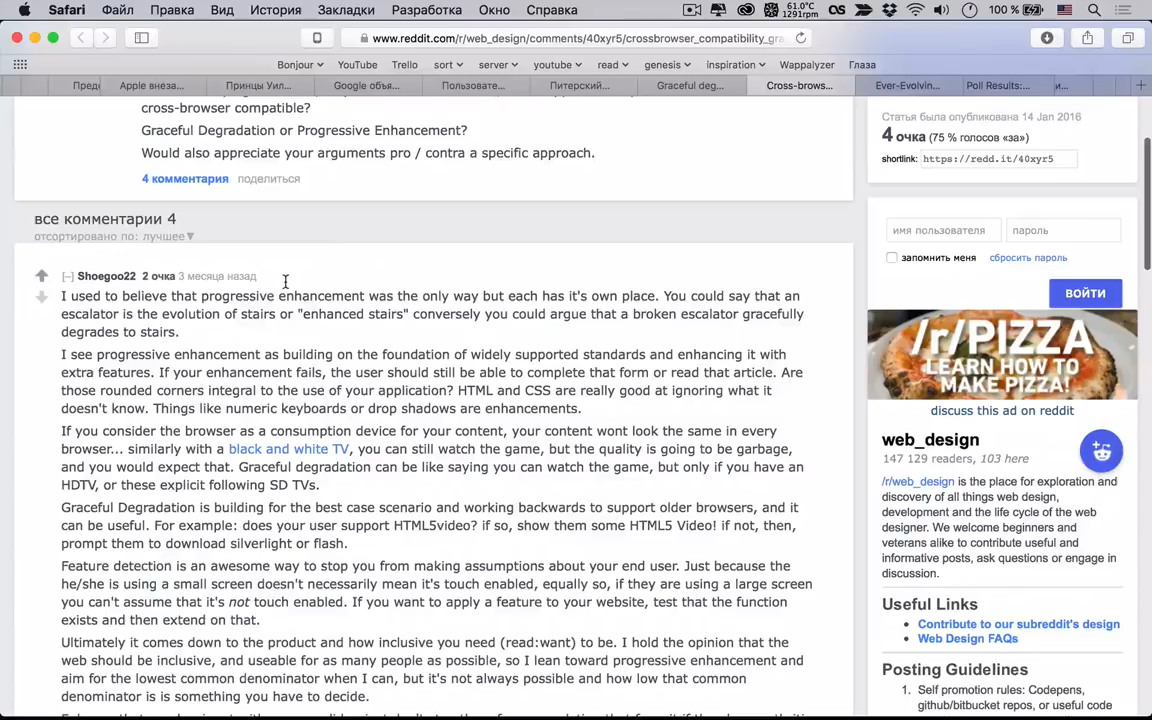 Safari Файл Правка Вид История Закладки Разработка Окно Справка 61.0°C 1291rpm 100 %
www.reddit.com/r/web_design/comments/40xyr5/crossbrowser_compatibility_gra
Bonjour YouTube Trello sort server youtube read genesis inspiration Wappalyzer Глаза
Пред Apple внеза... Принцы Уил... Google объя... Пользовате... Питерский... Graceful deg... Cross-brows... Ever-Evolvin... Poll Results:... и...
cross-browser compatible?
Graceful Degradation or Progressive Enhancement?
Would also appreciate your arguments pro / contra a specific approach.
4 комментария поделиться
все комментарии 4
отсортировано по: лучшее▼
[–] Shoegoo22 2 очка 3 месяца назад
I used to believe that progressive enhancement was the only way but each has it's own place. You could say that an
escalator is the evolution of stairs or "enhanced stairs" conversely you could argue that a broken escalator gracefully
degrades to stairs.
I see progressive enhancement as building on the foundation of widely supported standards and enhancing it with
extra features. If your enhancement fails, the user should still be able to complete that form or read that article. Are
those rounded corners integral to the use of your application? HTML and CSS are really good at ignoring what it
doesn't know. Things like numeric keyboards or drop shadows are enhancements.
If you consider the browser as a consumption device for your content, your content wont look the same in every
browser... similarly with a black and white TV, you can still watch the game, but the quality is going to be garbage,
and you would expect that. Graceful degradation can be like saying you can watch the game, but only if you have an
HDTV, or these explicit following SD TVs.
Graceful Degradation is building for the best case scenario and working backwards to support older browsers, and it
can be useful. For example: does your user support HTML5video? if so, show them some HTML5 Video! if not, then,
prompt them to download silverlight or flash.
Feature detection is an awesome way to stop you from making assumptions about your end user. Just because the
he/she is using a small screen doesn't necessarily mean it's touch enabled, equally so, if they are using a large screen
you can't assume that it's not touch enabled. If you want to apply a feature to your website, test that the function
exists and then extend on that.
Ultimately it comes down to the product and how inclusive you need (read:want) to be. I hold the opinion that the
web should be inclusive, and useable for as many people as possible, so I lean toward progressive enhancement and
aim for the lowest common denominator when I can, but it's not always possible and how low that common
denominator is is something you have to decide.
Статья была опубликована 14 Jan 2016
4 очка (75 % голосов «за»)
shortlink: https://redd.it/40xyr5
имя пользователя пароль
запомнить меня сбросить пароль
ВОЙТИ
/r/PIZZA
LEARN HOW TO
MAKE PIZZA!
discuss this ad on reddit
web_design
147 129 readers, 103 here
/r/web_design is the place for exploration and
discovery of all things web design,
development and the life cycle of the web
designer. We welcome beginners and
veterans alike to contribute useful and
informative posts, ask questions or engage in
discussion.
Useful Links
Contribute to our subreddit's design
Web Design FAQs
Posting Guidelines
1. Self promotion rules: Codepens,
github/bitbucket repos, or useful code